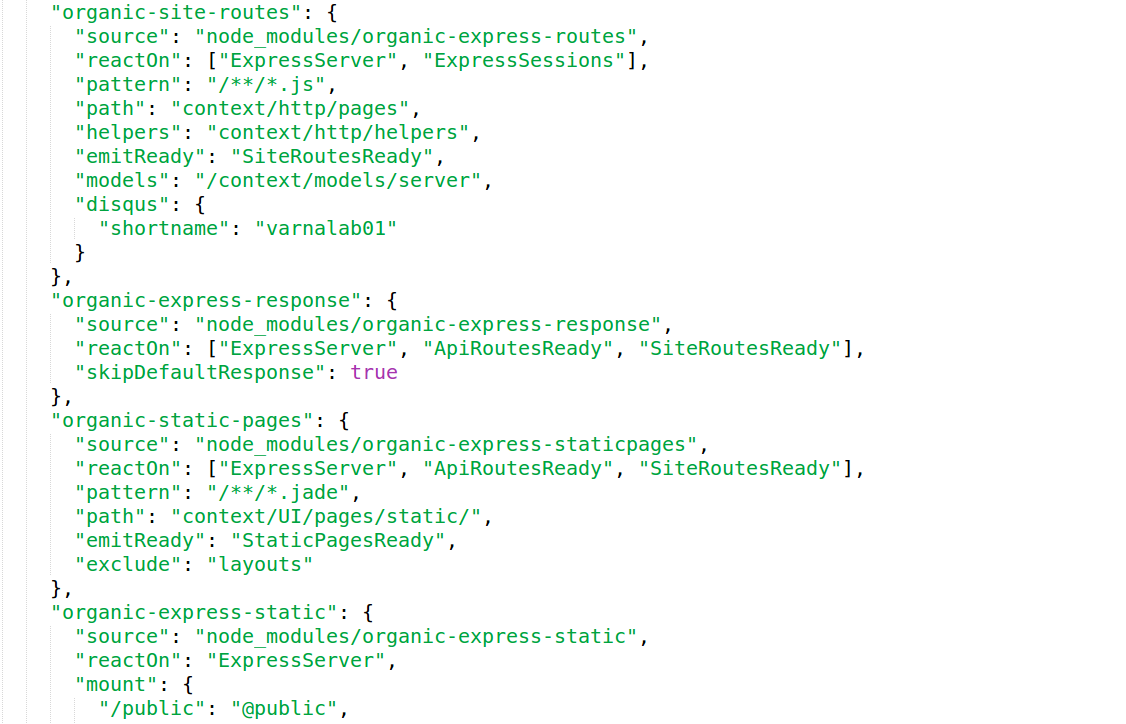 "organic-site-routes": {
"source": "node_modules/organic-express-routes",
"reactOn": ["ExpressServer", "ExpressSessions"],
"pattern": "/**/*.js",
"path": "context/http/pages",
"helpers": "context/http/helpers",
"emitReady": "SiteRoutesReady",
"models": "/context/models/server",
"disqus": {
"shortname": "varnalab01"
}
},
"organic-express-response": {
"source": "node_modules/organic-express-response",
"reactOn": ["ExpressServer", "ApiRoutesReady", "SiteRoutesReady"],
"skipDefaultResponse": true
},
"organic-static-pages": {
"source": "node_modules/organic-express-staticpages",
"reactOn": ["ExpressServer", "ApiRoutesReady", "SiteRoutesReady"],
"pattern": "/**/*.jade",
"path": "context/UI/pages/static/",
"emitReady": "StaticPagesReady",
"exclude": "layouts"
},
"organic-express-static": {
"source": "node_modules/organic-express-static",
"reactOn": "ExpressServer",
"mount": {
"/public": "@public",